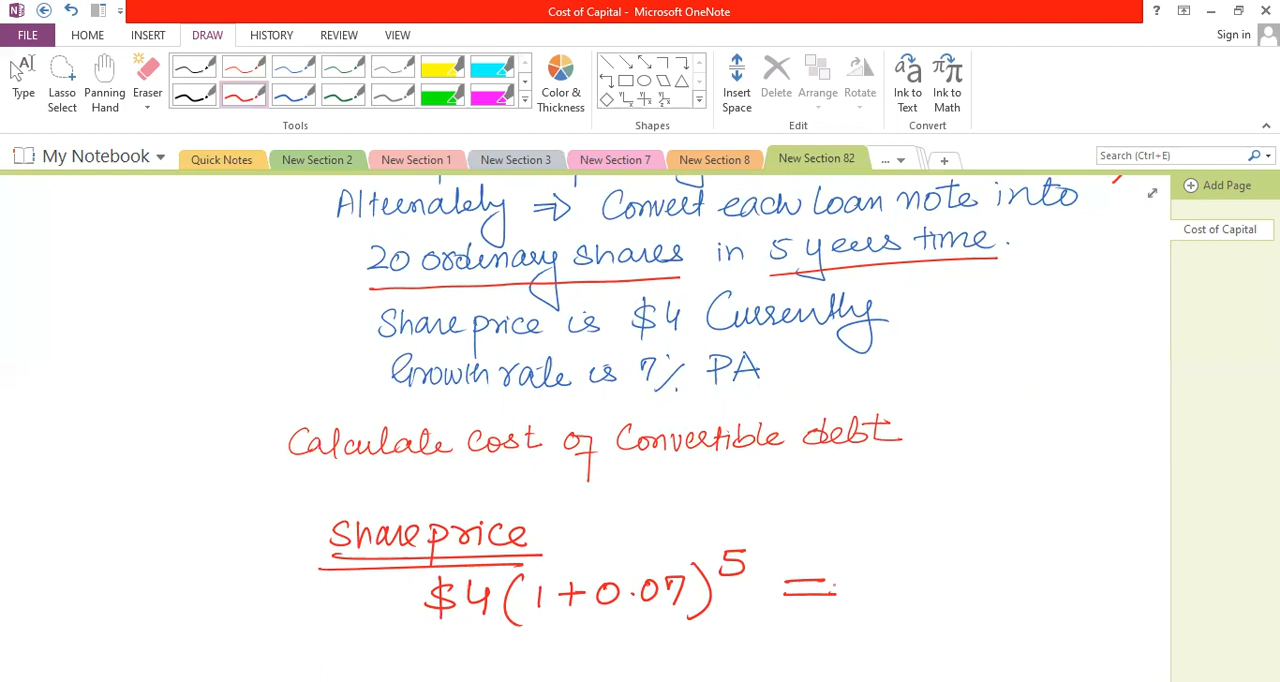 Cost of Capital - Microsoft OneNote
?
Sign in
FILE HOME INSERT DRAW HISTORY REVIEW VIEW
Type
Lasso Select
Panning Hand
Eraser
Color & Thickness
Insert Space
Delete
Arrange
Rotate
Ink to Text
Ink to Math
Tools
Shapes
Edit
Convert
My Notebook
Quick Notes
New Section 2
New Section 1
New Section 3
New Section 7
New Section 8
New Section 82
...
Search (Ctrl+E)
Add Page
Cost of Capital
Alternately ⇒ Convert each loan note into
20 ordinary shares in 5 years time.
Share price is $4 Currently
Growth rate is 7% PA
Calculate Cost of Convertible debt
Share price
$4(1+0.07)^5 =